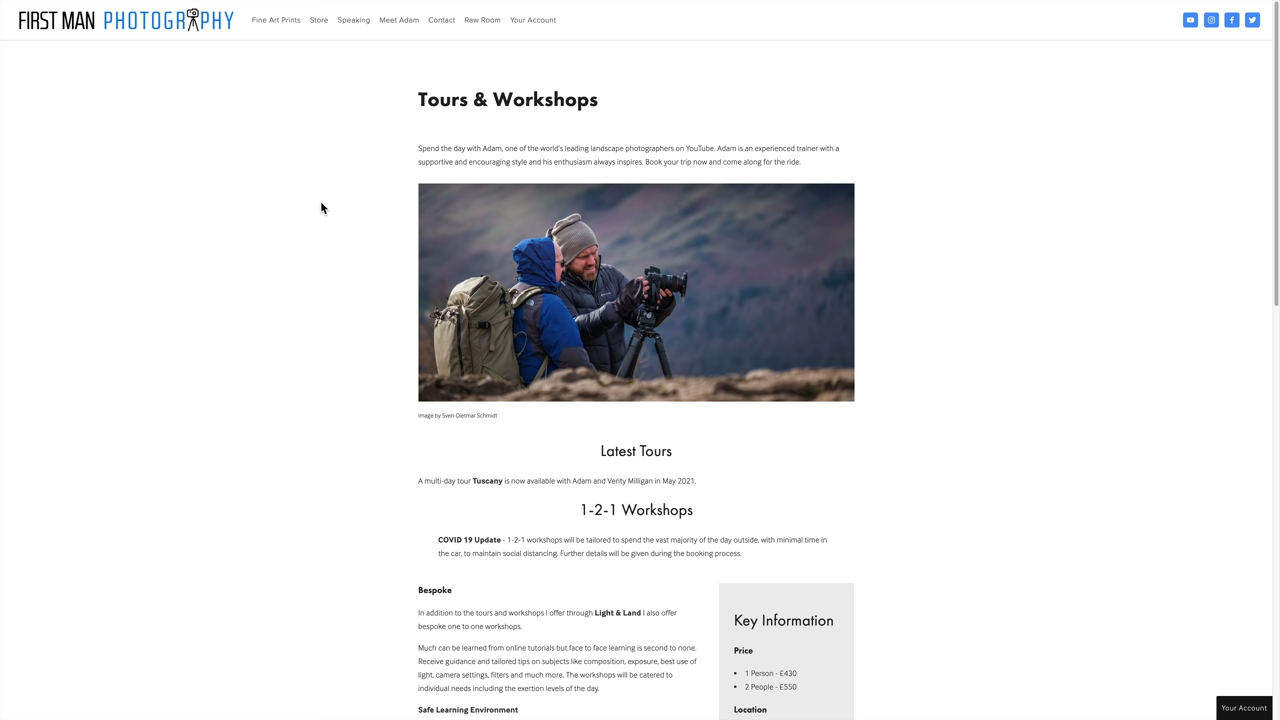 FIRST MAN PHOTOGRAPHY
Fine Art Prints Store Speaking Meet Adam Contact Raw Room Your Account
Tours & Workshops
Spend the day with Adam, one of the world's leading landscape photographers on YouTube. Adam is an experienced trainer with a
supportive and encouraging style and his enthusiasm always inspires. Book your trip now and come along for the ride.
Image by Sven-Dietmar Schmidt
Latest Tours
A multi-day tour Tuscany is now available with Adam and Verity Milligan in May 2021.
1-2-1 Workshops
COVID 19 Update - 1-2-1 workshops will be tailored to spend the vast majority of the day outside, with minimal time in
the car, to maintain social distancing. Further details will be given during the booking process.
Bespoke
In addition to the tours and workshops I offer through Light & Land I also offer
bespoke one to one workshops.
Much can be learned from online tutorials but face to face learning is second to none.
Receive guidance and tailored tips on subjects like composition, exposure, best use of
light, camera settings, filters and much more. The workshops will be catered to
individual needs including the exertion levels of the day.
Safe Learning Environment
Key Information
Price
• 1 Person - £430
• 2 People - £550
Location
Your Account